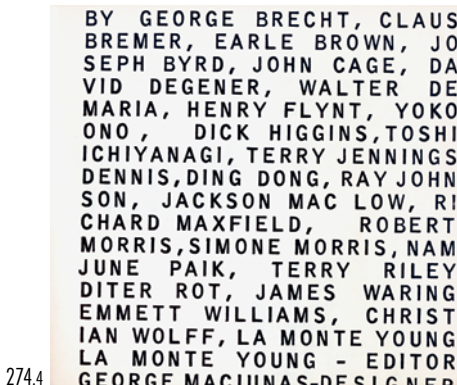 BY GEORGE BRECHT, CLAUS
BREMER, EARLE BROWN, JO
SEPH BYRD, JOHN CAGE, DA
VID DEGENER, WALTER DE
MARIA, HENRY FLYNT, YOKO
ONO, DICK HIGGINS, TOSHI
ICHIYANAGI, TERRY JENNINGS
DENNIS, DING DONG, RAY JOHN
SON, JACKSON MAC LOW, RI
CHARD MAXFIELD, ROBERT
MORRIS, SIMONE MORRIS, NAM
JUNE PAIK, TERRY RILEY
DITER ROT, JAMES WARING
EMMETT WILLIAMS, CHRIST
IAN WOLFF, LA MONTE YOUNG
LA MONTE YOUNG - EDITOR
GEORGE MACIUNAS-DESIGNER
274.4